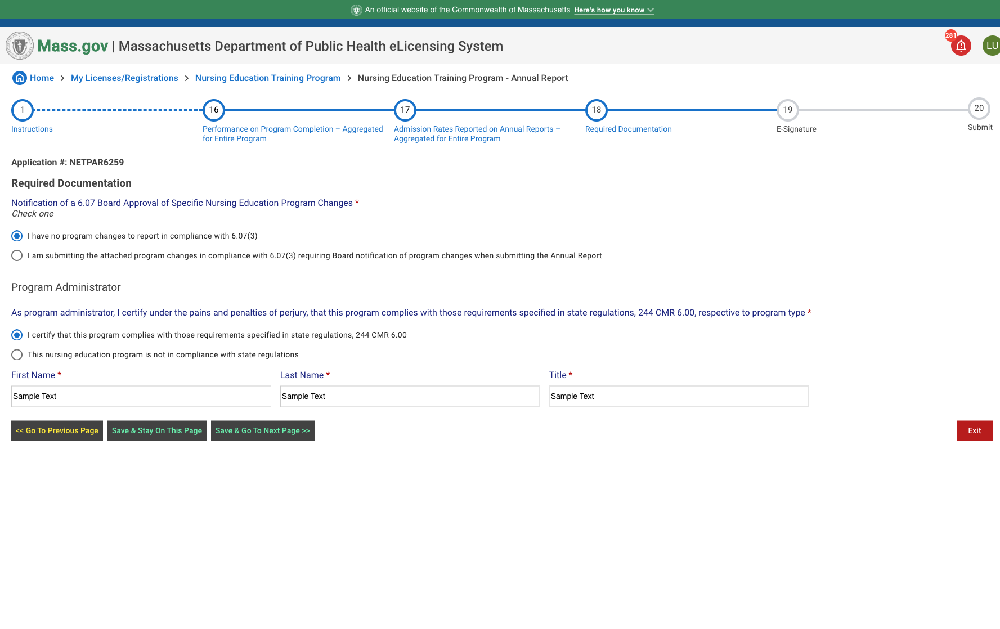 An official website of the Commonwealth of Massachusetts Here's how you know
Mass.gov | Massachusetts Department of Public Health eLicensing System
281
LU
Home > My Licenses/Registrations > Nursing Education Training Program > Nursing Education Training Program - Annual Report
1 16 17 18 19 20
Instructions
Performance on Program Completion – Aggregated
for Entire Program
Admission Rates Reported on Annual Reports –
Aggregated for Entire Program
Required Documentation
E-Signature
Submit
Application #: NETPAR6259
Required Documentation
Notification of a 6.07 Board Approval of Specific Nursing Education Program Changes *
Check one
I have no program changes to report in compliance with 6.07(3)
I am submitting the attached program changes in compliance with 6.07(3) requiring Board notification of program changes when submitting the Annual Report
Program Administrator
As program administrator, I certify under the pains and penalties of perjury, that this program complies with those requirements specified in state regulations, 244 CMR 6.00, respective to program type *
I certify that this program complies with those requirements specified in state regulations, 244 CMR 6.00
This nursing education program is not in compliance with state regulations
First Name * Last Name * Title *
Sample Text Sample Text Sample Text
<< Go To Previous Page Save & Stay On This Page Save & Go To Next Page >> Exit